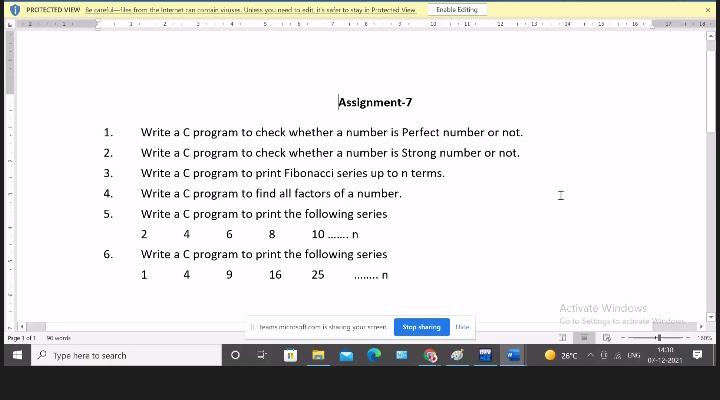 PROTECTED VIEW Be careful—files from the Internet can contain viruses. Unless you need to edit, it's safer to stay in Protected View. Enable Editing
Assignment-7
1. Write a C program to check whether a number is Perfect number or not.
2. Write a C program to check whether a number is Strong number or not.
3. Write a C program to print Fibonacci series up to n terms.
4. Write a C program to find all factors of a number.
5. Write a C program to print the following series
2 4 6 8 10 ....... n
6. Write a C program to print the following series
1 4 9 16 25 ........ n
Activate Windows
Go to Settings to activate Windows.
teams.microsoft.com is sharing your screen. Stop sharing Hide
Page 1 of 1 90 words 160%
Type here to search 26°C ENG 14:30
07-12-2021